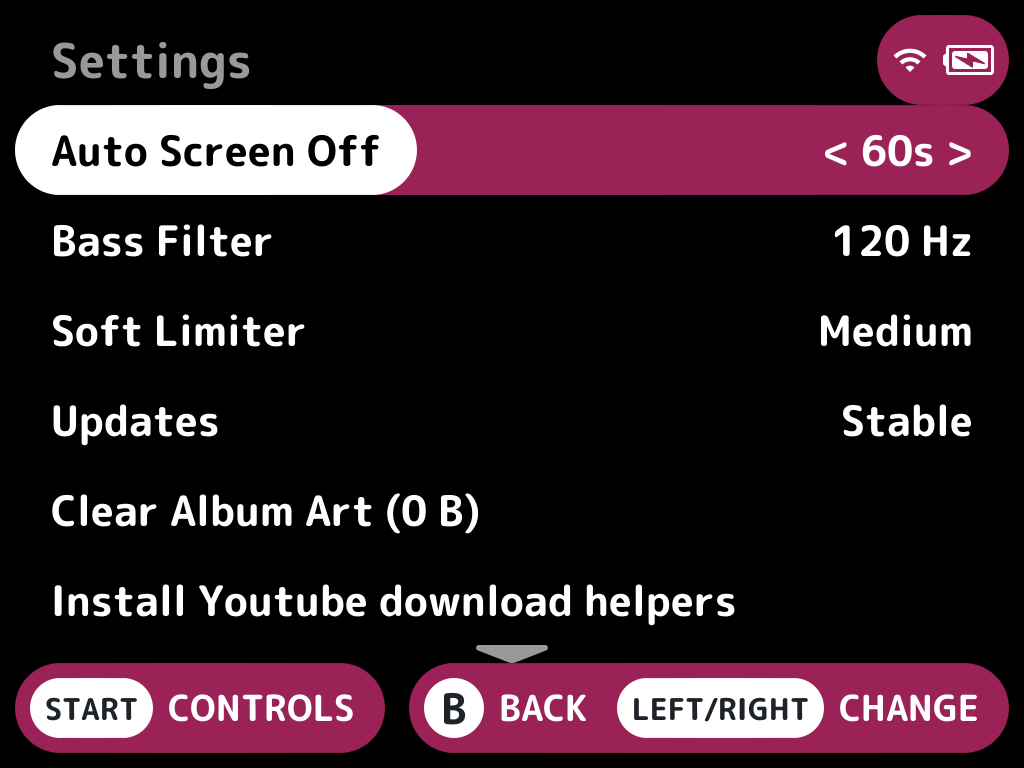 Settings
Auto Screen Off < 60s >
Bass Filter 120 Hz
Soft Limiter Medium
Updates Stable
Clear Album Art (0 B)
Install Youtube download helpers
START CONTROLS B BACK LEFT/RIGHT CHANGE